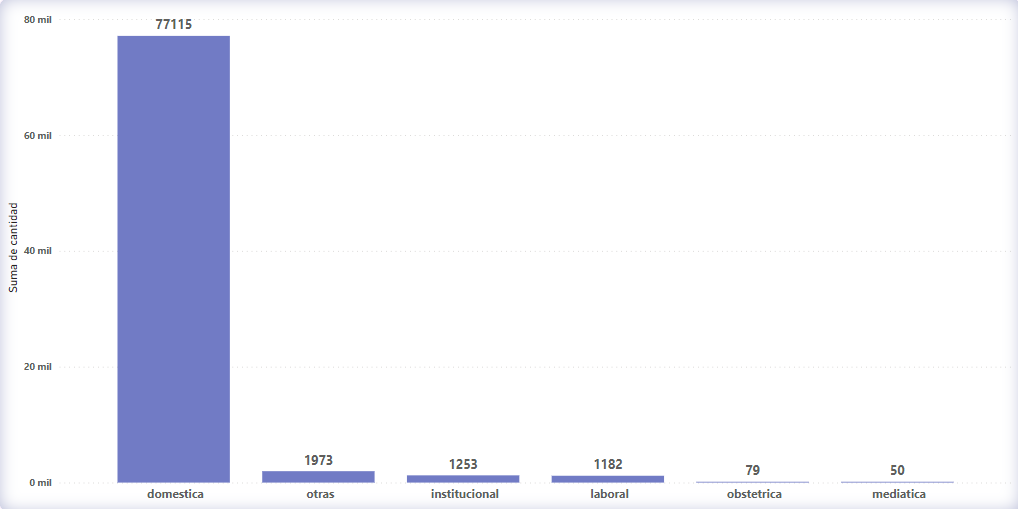 80 mil
60 mil
40 mil
20 mil
0 mil
Suma de cantidad
77115
1973
1253
1182
79
50
domestica
otras
institucional
laboral
obstetrica
mediatica